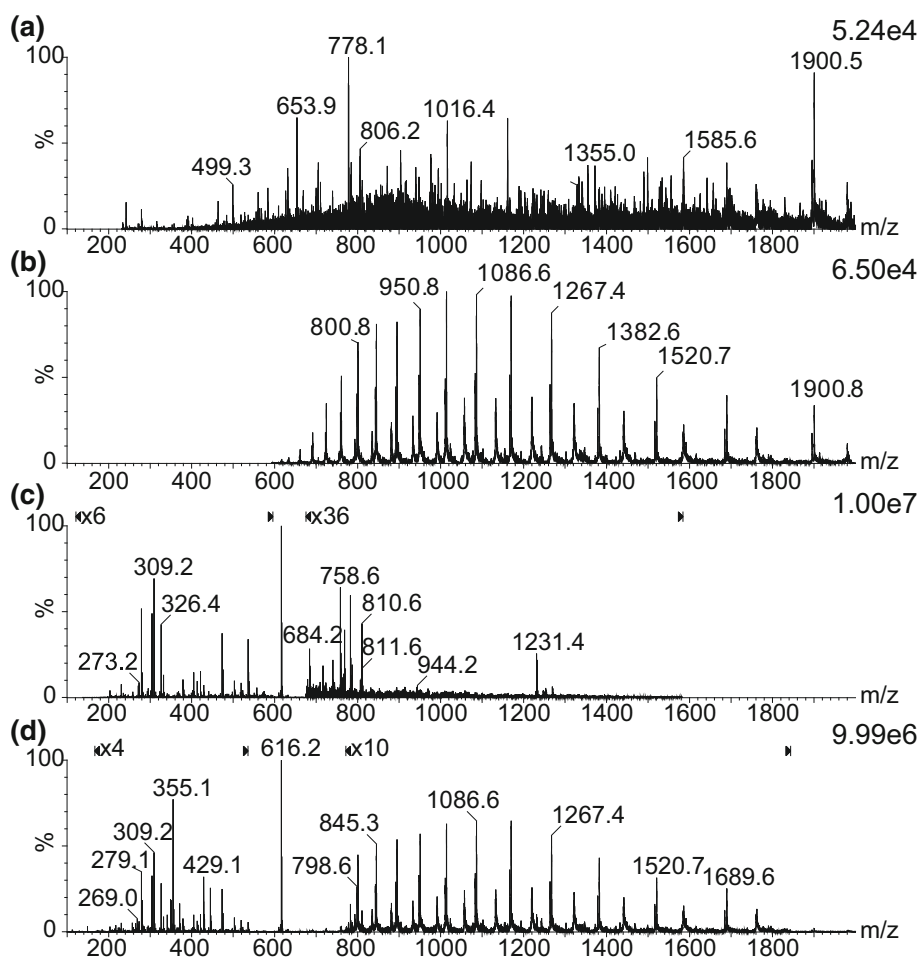 (a) 5.24e4
100
%
0
499.3 653.9 778.1 806.2 1016.4 1355.0 1585.6 1900.5
200 400 600 800 1000 1200 1400 1600 1800 m/z
(b) 6.50e4
100
%
0
800.8 950.8 1086.6 1267.4 1382.6 1520.7 1900.8
200 400 600 800 1000 1200 1400 1600 1800 m/z
(c) x6 x36 1.00e7
100
%
0
273.2 309.2 326.4 684.2 758.6 810.6 811.6 944.2 1231.4
200 400 600 800 1000 1200 1400 1600 1800 m/z
(d) x4 616.2 x10 9.99e6
100
%
0
269.0 279.1 309.2 355.1 429.1 798.6 845.3 1086.6 1267.4 1520.7 1689.6
200 400 600 800 1000 1200 1400 1600 1800 m/z